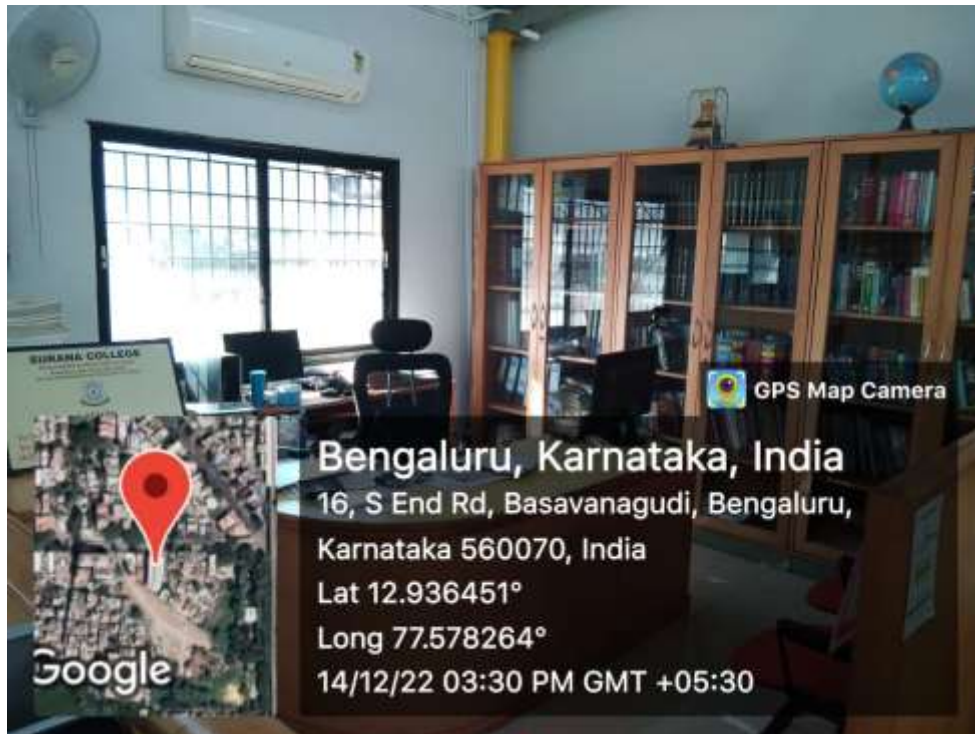 SURANA COLLEGE
GPS Map Camera
Bengaluru, Karnataka, India
16, S End Rd, Basavanagudi, Bengaluru,
Karnataka 560070, India
Lat 12.936451°
Long 77.578264°
14/12/22 03:30 PM GMT +05:30
Google